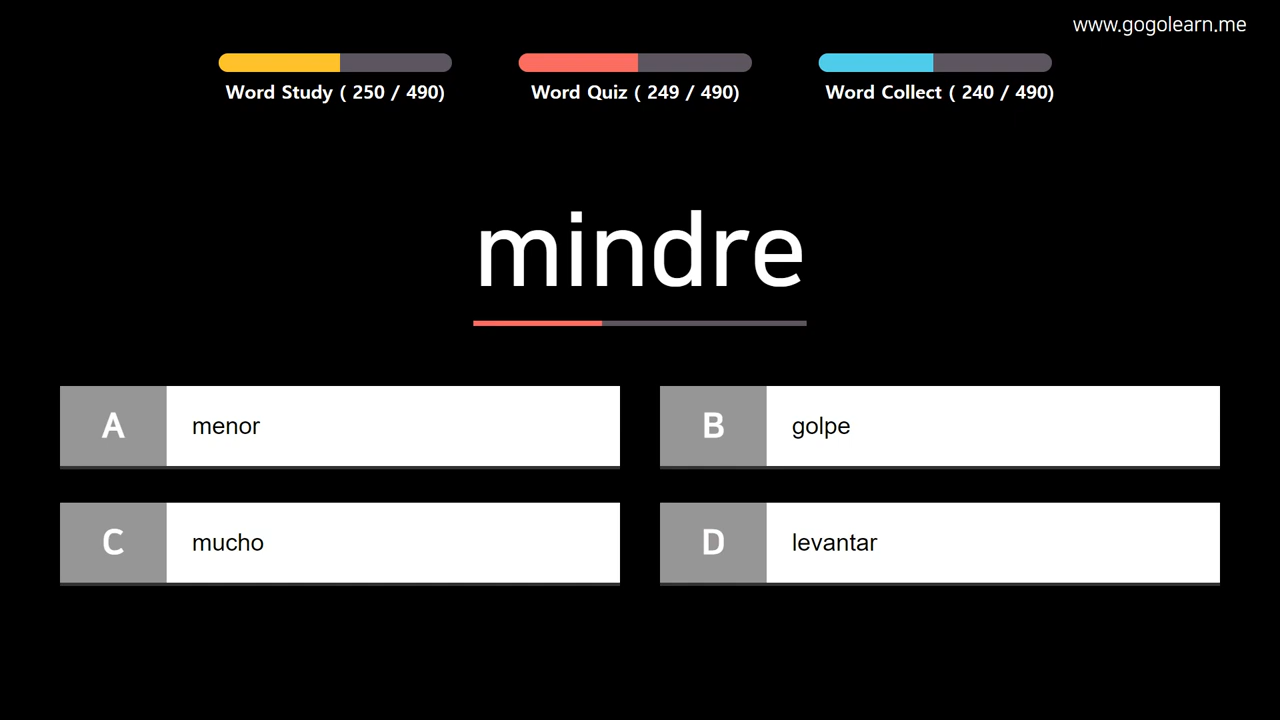 www.gogolearn.me
Word Study ( 250 / 490)
Word Quiz ( 249 / 490)
Word Collect ( 240 / 490)
mindre
A menor
B golpe
C mucho
D levantar